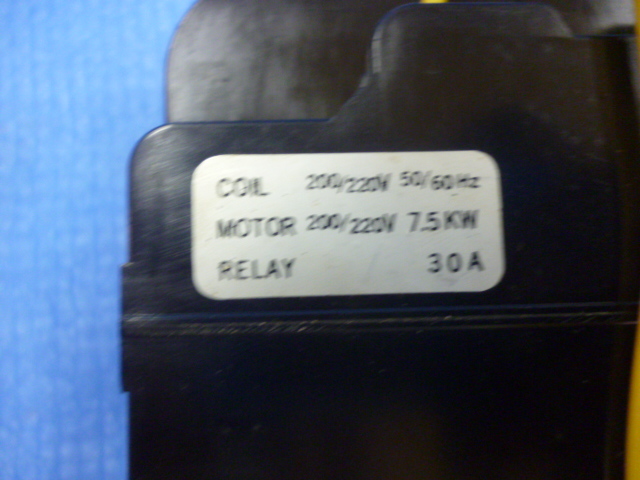 COIL 200/220V 50/60Hz
MOTOR 200/220V 7.5KW
RELAY 30A